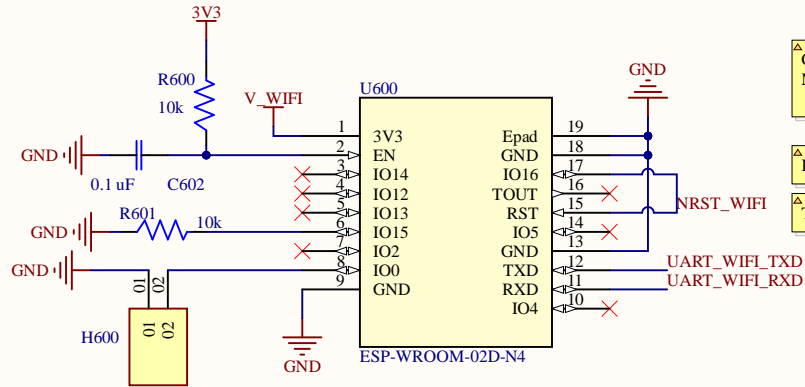 3V3
R600
10k
V_WIFI
GND
0.1 uF
C602
R601
10k
GND
GND
01
02
01
02
H600
U600
1
2
3
4
5
6
7
8
9
3V3
EN
IO14
IO12
IO13
IO15
IO2
IO0
GND
GND
Epad
GND
IO16
TOUT
RST
IO5
GND
TXD
RXD
IO4
19
18
17
16
15
14
13
12
11
10
ESP-WROOM-02D-N4
GND
NRST_WIFI
UART_WIFI_TXD
UART_WIFI_RXD